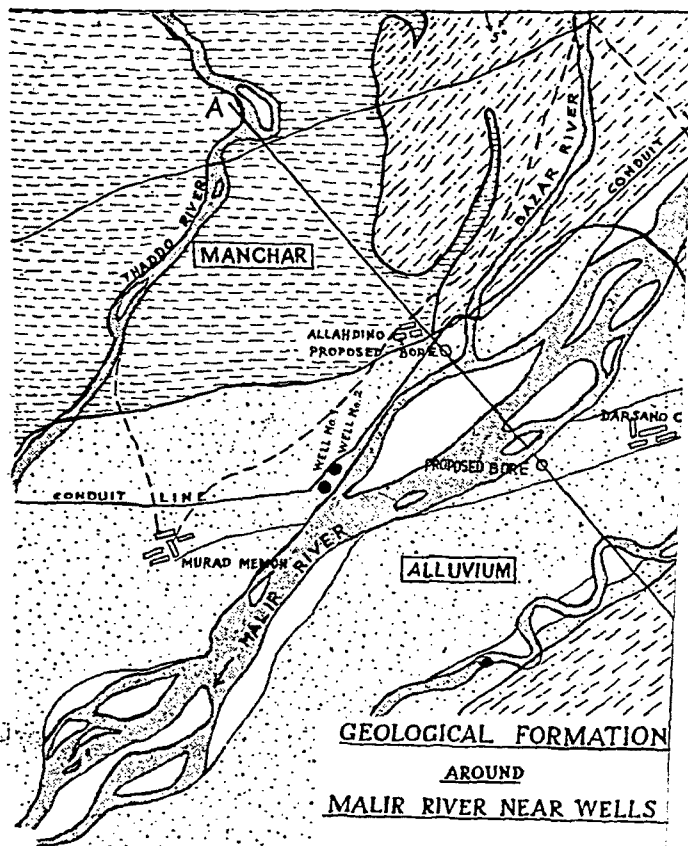 A
THADDO RIVER
MANCHAR
BAZAR RIVER
CONDUIT
ALLAHDINO
PROPOSED BORE
WELL No. 1
WELL No. 2
DARSANO C
PROPOSED BORE
CONDUIT LINE
MURAD MEMON
MALIR RIVER
ALLUVIUM
GEOLOGICAL FORMATION
AROUND
MALIR RIVER NEAR WELLS